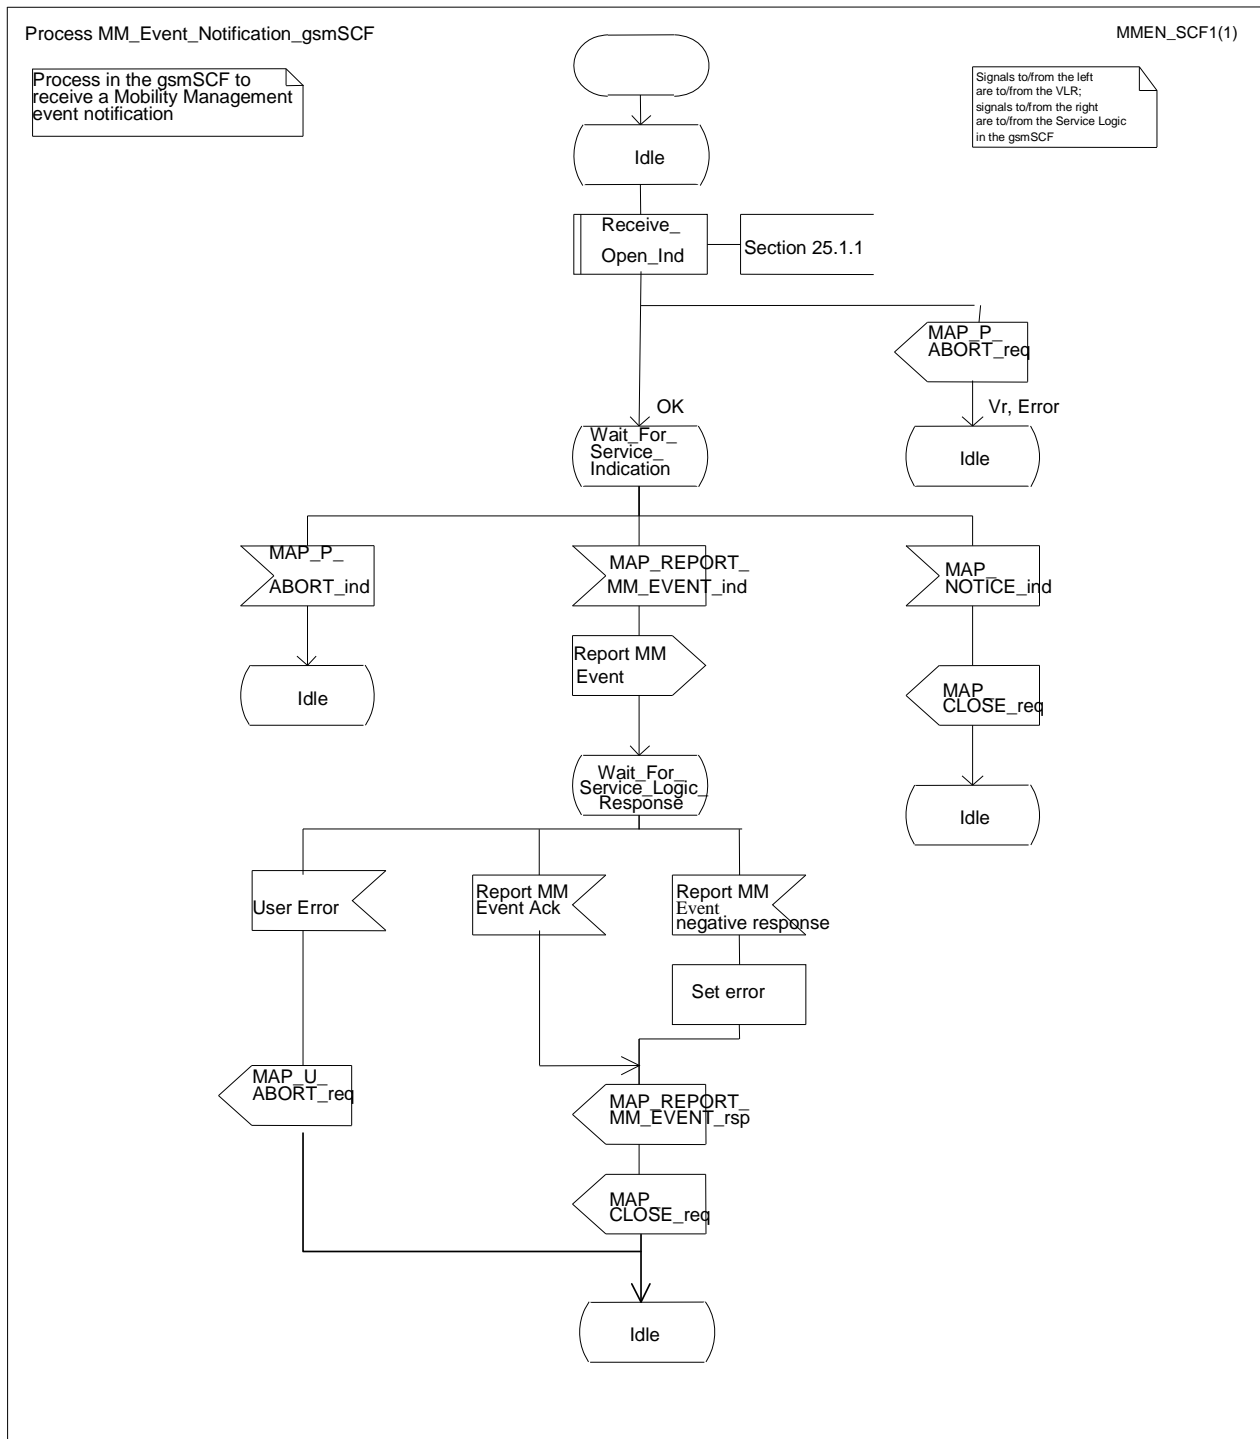 Process MM_Event_Notification_gsmSCF
MMEN_SCF1(1)
Process in the gsmSCF to
receive a Mobility Management
event notification
Signals to/from the left
are to/from the VLR;
signals to/from the right
are to/from the Service Logic
in the gsmSCF
Idle
Receive_
Open_Ind
Section 25.1.1
MAP_P_
ABORT_req
OK
Vr, Error
Wait_For_
Service_
Indication
Idle
MAP_P_
ABORT_ind
MAP_REPORT_
MM_EVENT_ind
MAP_
NOTICE_ind
Report MM
Event
Idle
MAP_
CLOSE_req
Wait_For_
Service_Logic_
Response
Idle
User Error
Report MM
Event Ack
Report MM
Event
negative response
Set error
MAP_U_
ABORT_req
MAP_REPORT_
MM_EVENT_rsp
MAP_
CLOSE_req
Idle